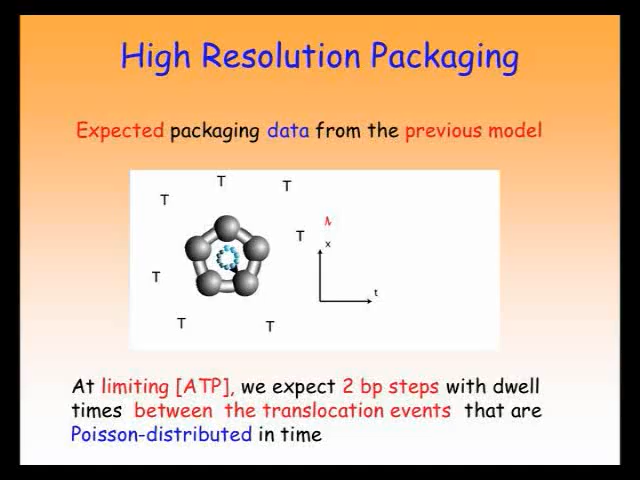 High Resolution Packaging
Expected packaging data from the previous model
T
T
T
T
T
T
T
x
t
At limiting [ATP], we expect 2 bp steps with dwell
times between the translocation events that are
Poisson-distributed in time